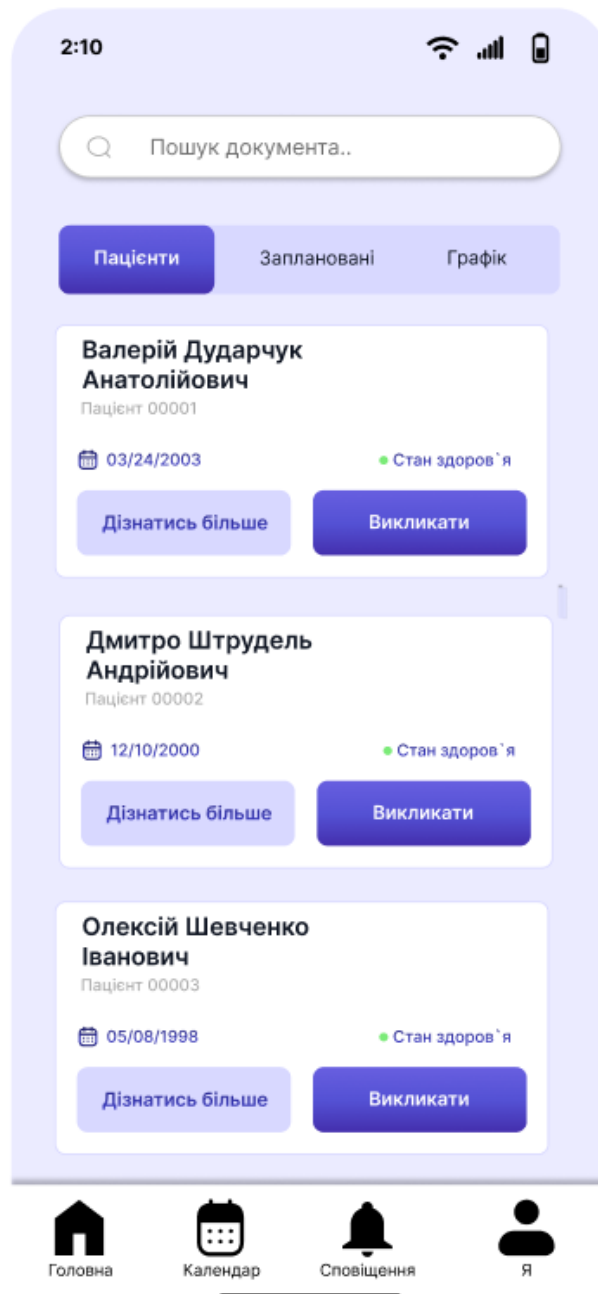 2:10
Пошук документа..
Пацієнти Заплановані Графік
Валерій Дударчук
Анатолійович
Пацієнт 00001
03/24/2003 Стан здоров`я
Дізнатись більше Викликати
Дмитро Штрудель
Андрійович
Пацієнт 00002
12/10/2000 Стан здоров`я
Дізнатись більше Викликати
Олексій Шевченко
Іванович
Пацієнт 00003
05/08/1998 Стан здоров`я
Дізнатись більше Викликати
Головна Календар Сповіщення Я